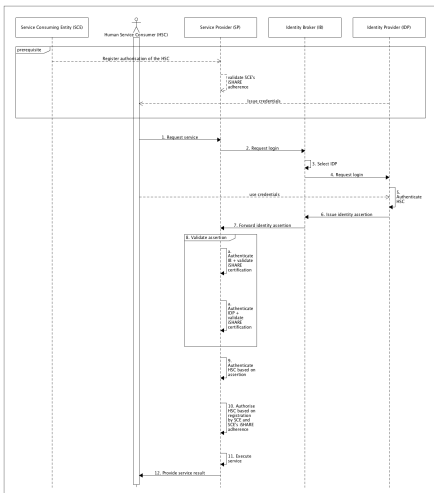 Service Consuming Entity (SCE)
Human Service Consumer (HSC)
Service Provider (SP)
Identity Broker (IB)
Identity Provider (IDP)
prerequisite
Register authorization of the HSC
validate SCE's
iSHARE
adherence
Issue credentials
1. Request service
2. Request login
3. Select IDP
4. Request login
use credentials
5.
Authenticate
HSC
6. Issue identity assertion
7. Forward identity assertion
8. Validate assertion
a.
Authenticate
IB + validate
iSHARE
certification
a.
Authenticate
IDP +
validate
iSHARE
certification
9.
Authenticate
HSC based on
assertion
10. Authorise
HSC based on
registration
by SCE and
SCE's iSHARE
adherence
11. Execute
service
12. Provide service result